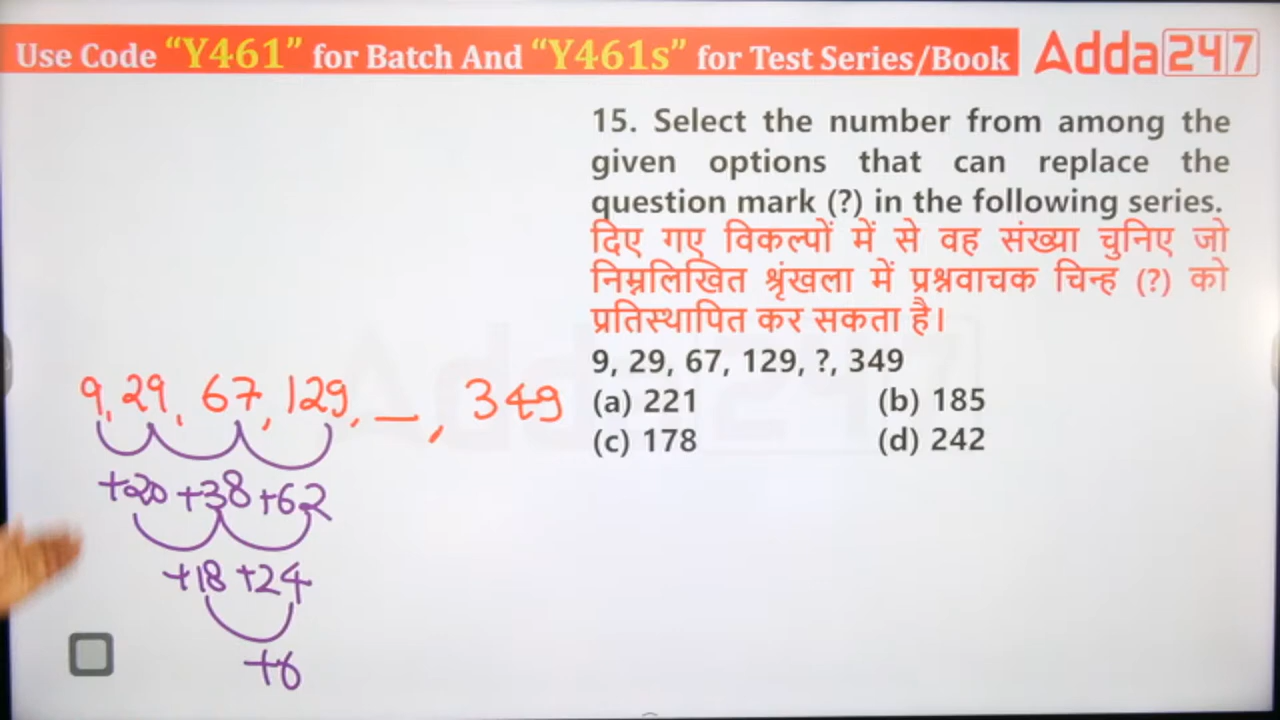 Use Code “Y461” for Batch And “Y461s” for Test Series/Book
Adda247
15. Select the number from among the
given options that can replace the
question mark (?) in the following series.
दिए गए विकल्पों में से वह संख्या चुनिए जो
निम्नलिखित श्रृंखला में प्रश्नवाचक चिन्ह (?) को
प्रतिस्थापित कर सकता है।
9, 29, 67, 129, ?, 349
(a) 221 (b) 185
(c) 178 (d) 242
9, 29, 67, 129, _, 349
+20 +38 +62
+18 +24
+6